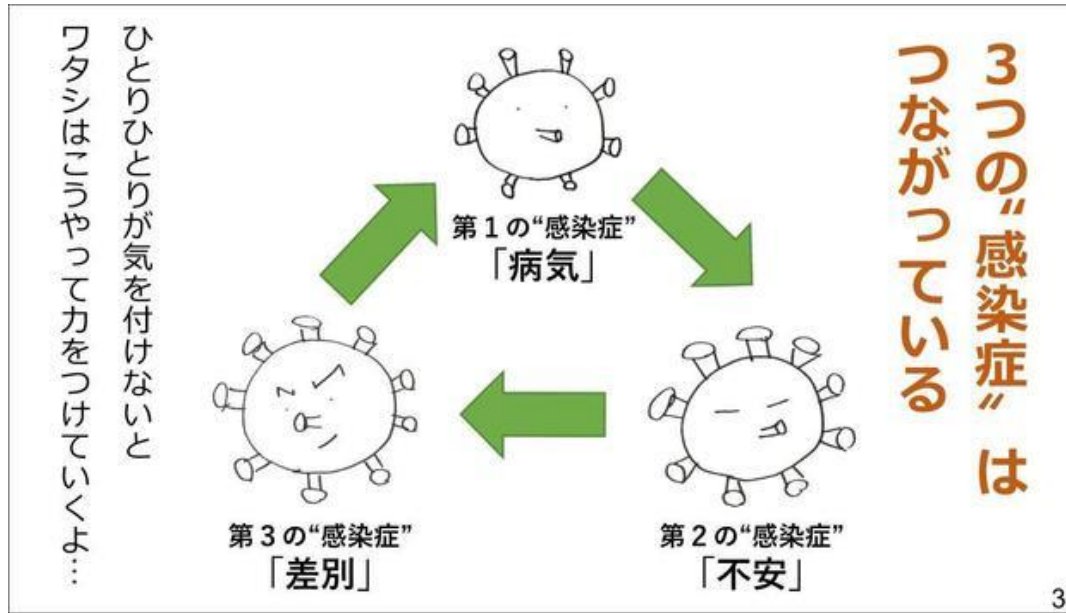 3つの“感染症”は
つながっている
第1の“感染症”
「病気」
第2の“感染症”
「不安」
第3の“感染症”
「差別」
ひとりひとりが気を付けないと
ワタシはこうやって力をつけていくよ…
3